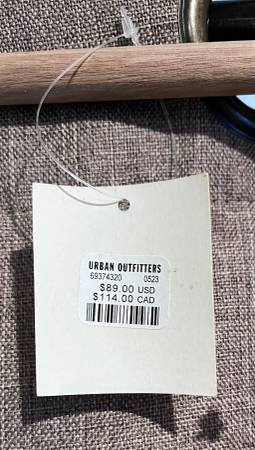 URBAN OUTFITTERS
69374320 0523
$89.00 USD
$114.00 CAD